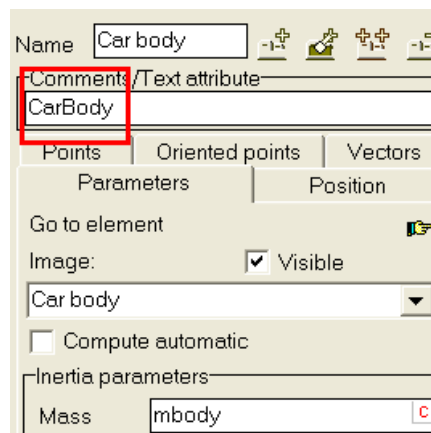 Name Car body
Comments/Text attribute
CarBody
Points Oriented points Vectors
Parameters Position
Go to element
Image: Visible
Car body
Compute automatic
Inertia parameters
Mass mbody C